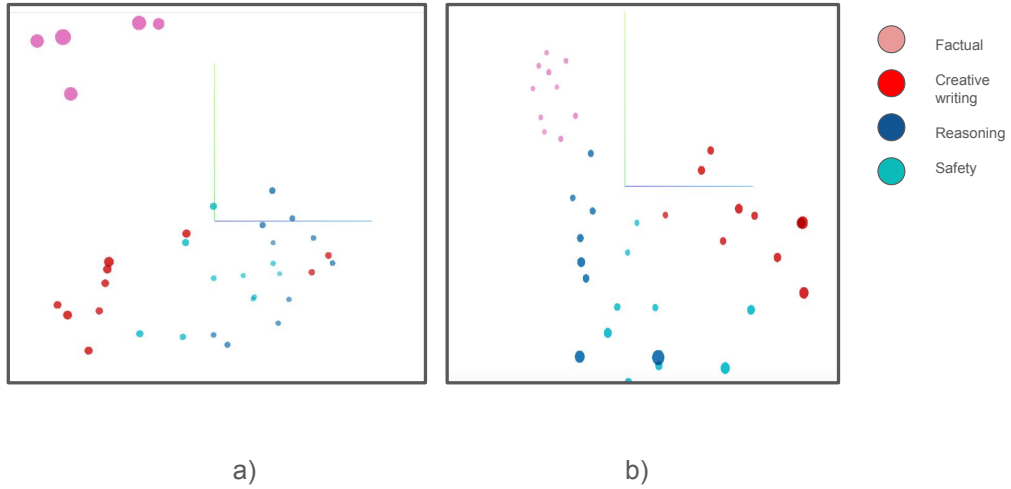 Factual
Creative
writing
Reasoning
Safety
a)
b)